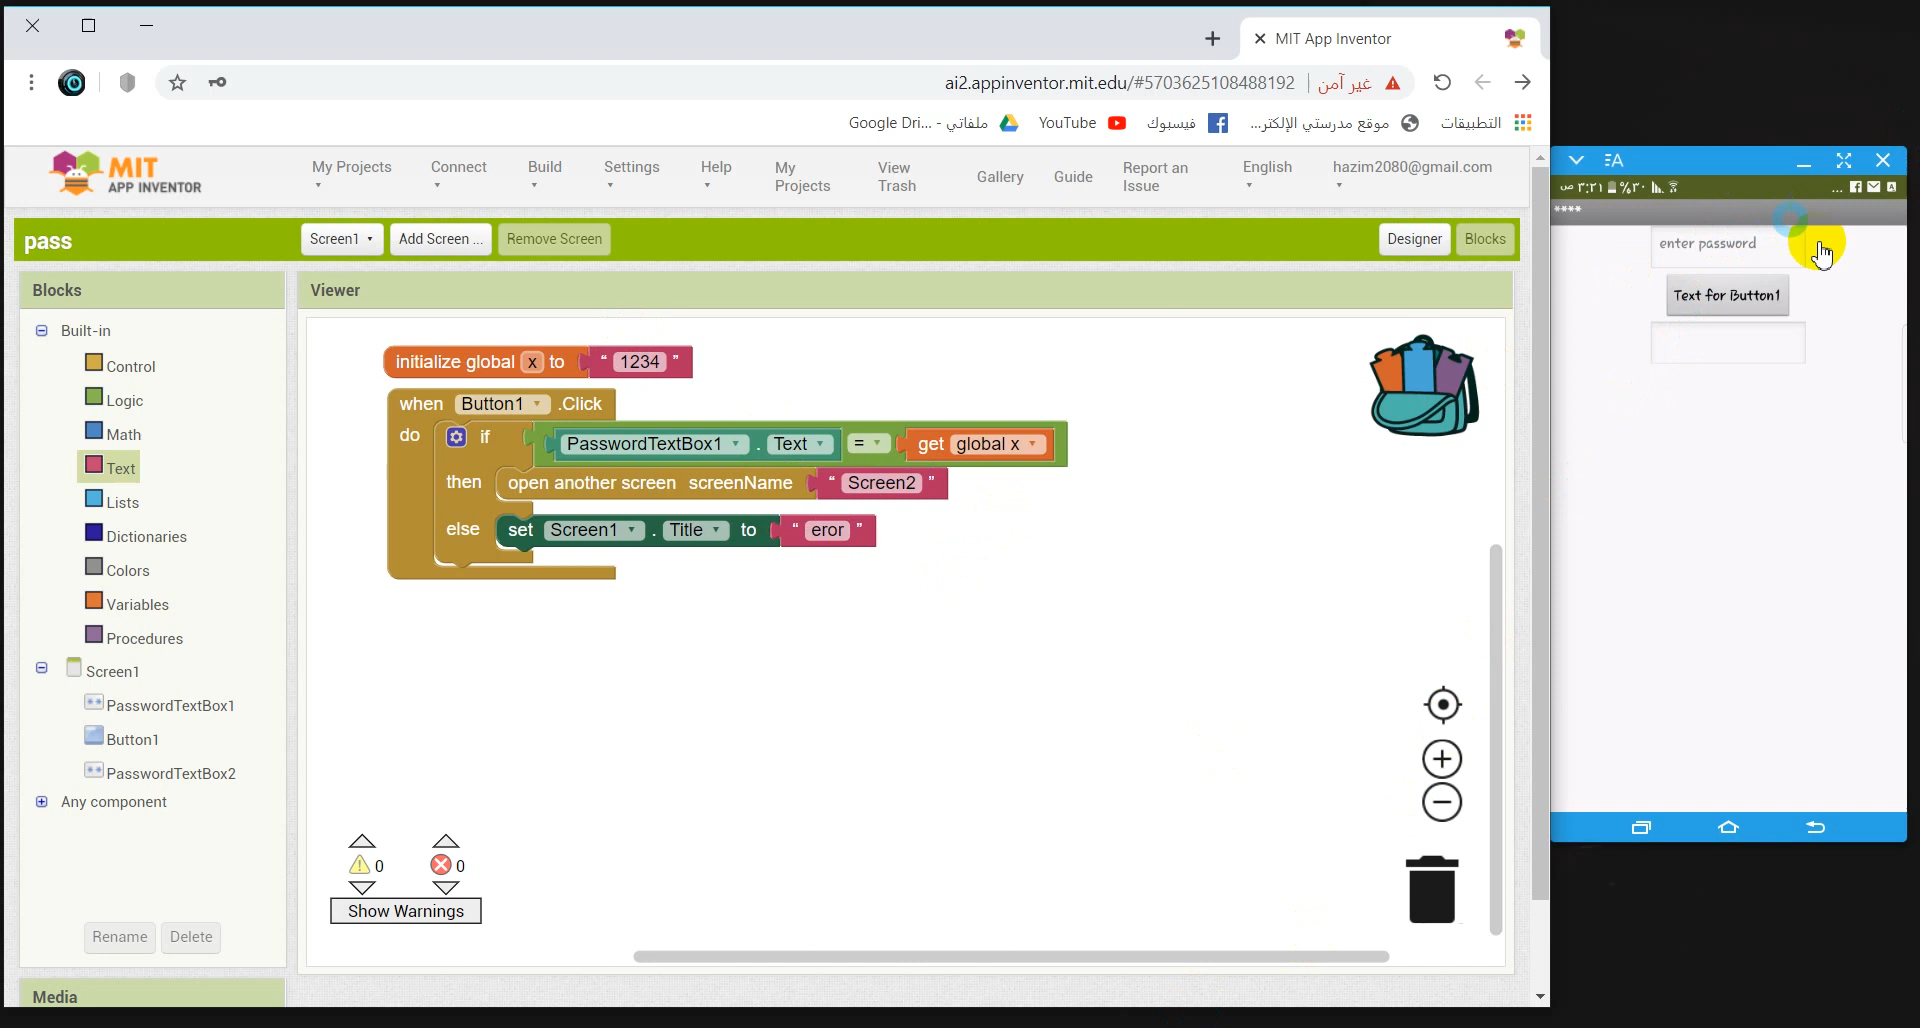 MIT App Inventor
ai2.appinventor.mit.edu/#5703625108488192
غير آمن
التطبيقات
موقع مدرستي الإلكتر...
فيسبوك
YouTube
ملفاتي - Google Dri...
MIT
APP INVENTOR
My Projects
Connect
Build
Settings
Help
My Projects
View Trash
Gallery
Guide
Report an Issue
English
hazim2080@gmail.com
pass
Screen1
Add Screen ...
Remove Screen
Designer
Blocks
Blocks
Viewer
Built-in
Control
Logic
Math
Text
Lists
Dictionaries
Colors
Variables
Procedures
Screen1
PasswordTextBox1
Button1
PasswordTextBox2
Any component
Rename
Delete
Media
initialize global x to " 1234 "
when Button1 .Click
do if PasswordTextBox1 . Text = get global x
then open another screen screenName " Screen2 "
else set Screen1 . Title to " eror "
0
0
Show Warnings
ΞA
٣:٢١ ص
٣٠%
...
****
enter password
Text for Button1